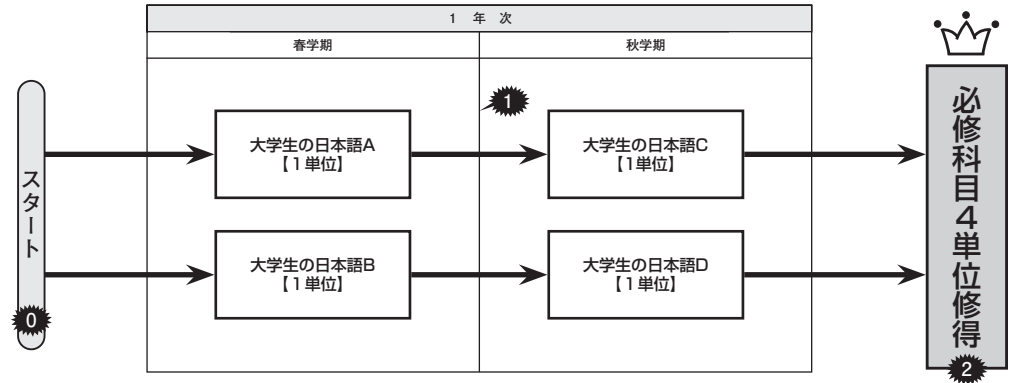 1 年 次
春学期
秋学期
スタート
0
1
大学生の日本語A
【1単位】
大学生の日本語C
【1単位】
大学生の日本語B
【1単位】
大学生の日本語D
【1単位】
必修科目4単位修得
2